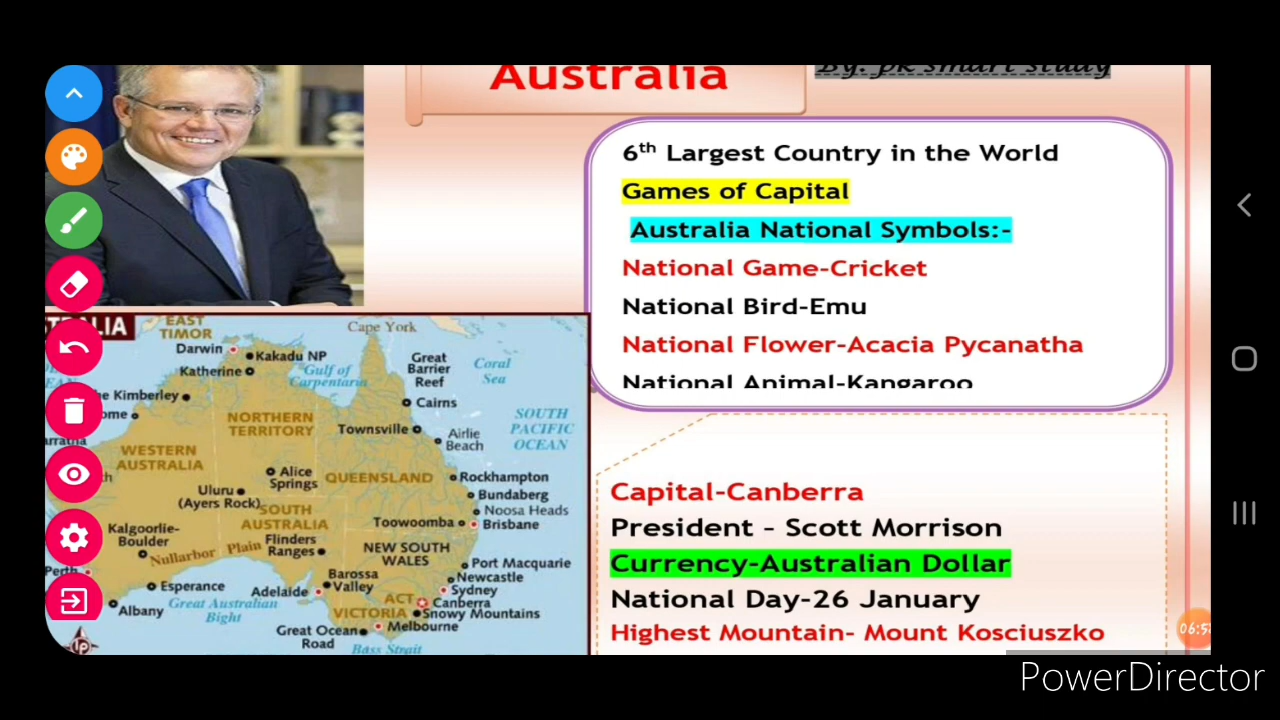 Australia
By: pk smart study
6th Largest Country in the World
Games of Capital
Australia National Symbols:-
National Game-Cricket
National Bird-Emu
National Flower-Acacia Pycanatha
National Animal-Kangaroo
Capital-Canberra
President - Scott Morrison
Currency-Australian Dollar
National Day-26 January
Highest Mountain- Mount Kosciuszko
EAST
TIMOR
Cape York
Darwin
Kakadu NP
Katherine
Gulf of
Carpentaria
Great
Barrier
Reef
Coral
Sea
Kimberley
Cairns
NORTHERN
TERRITORY
Townsville
Airlie
Beach
SOUTH
PACIFIC
OCEAN
WESTERN
AUSTRALIA
Alice
Springs
QUEENSLAND
Rockhampton
Uluru
(Ayers Rock)
Bundaberg
Noosa Heads
SOUTH
AUSTRALIA
Toowoomba
Brisbane
Kalgoorlie-
Boulder
Flinders
Ranges
Nullarbor Plain
NEW SOUTH
WALES
Port Macquarie
Perth
Barossa
Valley
Newcastle
Esperance
Adelaide
Sydney
ACT
Canberra
Albany
Great Australian
Bight
VICTORIA
Snowy Mountains
Melbourne
Great Ocean
Road
Bass Strait
PowerDirector